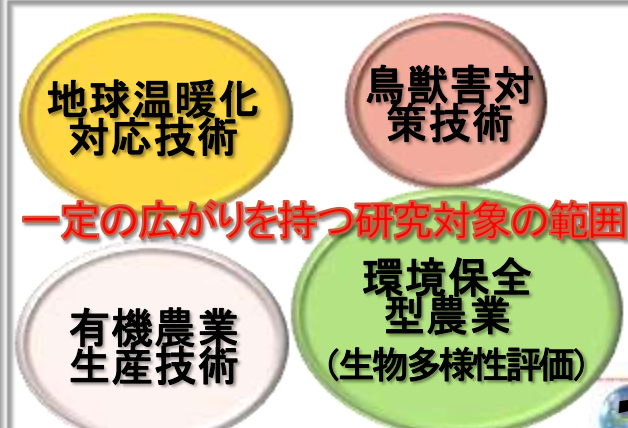 地球温暖化
対応技術
鳥獣害対
策技術
一定の広がりを持つ研究対象の範囲
有機農業
生産技術
環境保全
型農業
(生物多様性評価)